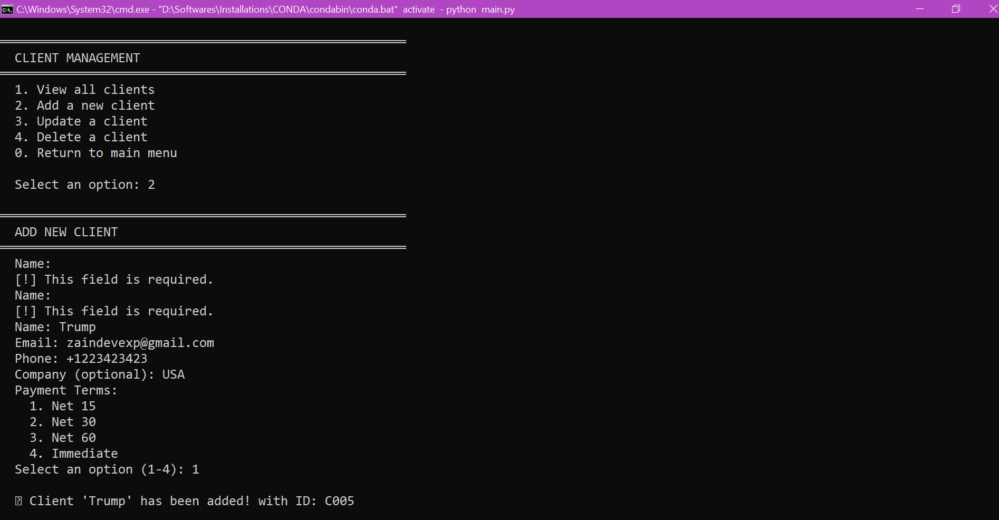 C:\Windows\System32\cmd.exe - "D:\Softwares\Installations\CONDA\condabin\conda.bat"  activate  - python  main.py
CLIENT MANAGEMENT
1. View all clients
2. Add a new client
3. Update a client
4. Delete a client
0. Return to main menu
Select an option: 2
ADD NEW CLIENT
Name:
[!] This field is required.
Name:
[!] This field is required.
Name: Trump
Email: zaindevexp@gmail.com
Phone: +1223423423
Company (optional): USA
Payment Terms:
1. Net 15
2. Net 30
3. Net 60
4. Immediate
Select an option (1-4): 1
Client 'Trump' has been added! with ID: C005